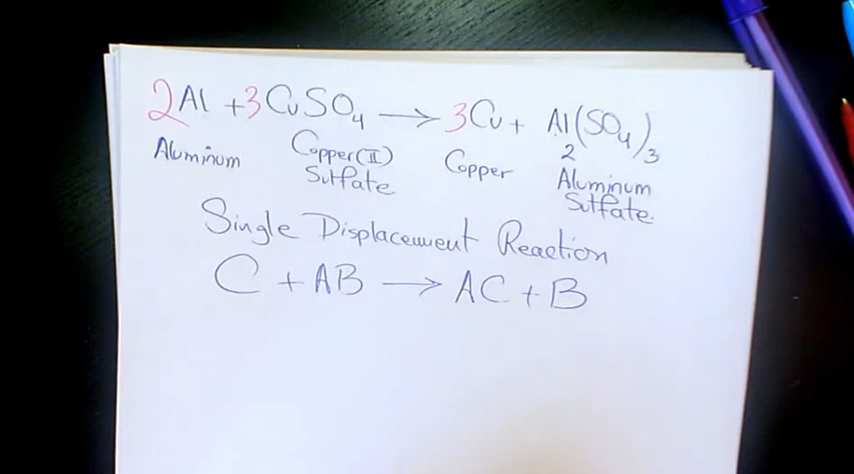 2Al + 3CuSO4 → 3Cu + Al2(SO4)3
Aluminum Copper(II) Sulfate Copper Aluminum Sulfate.
Single Displacement Reaction
C + AB → AC + B